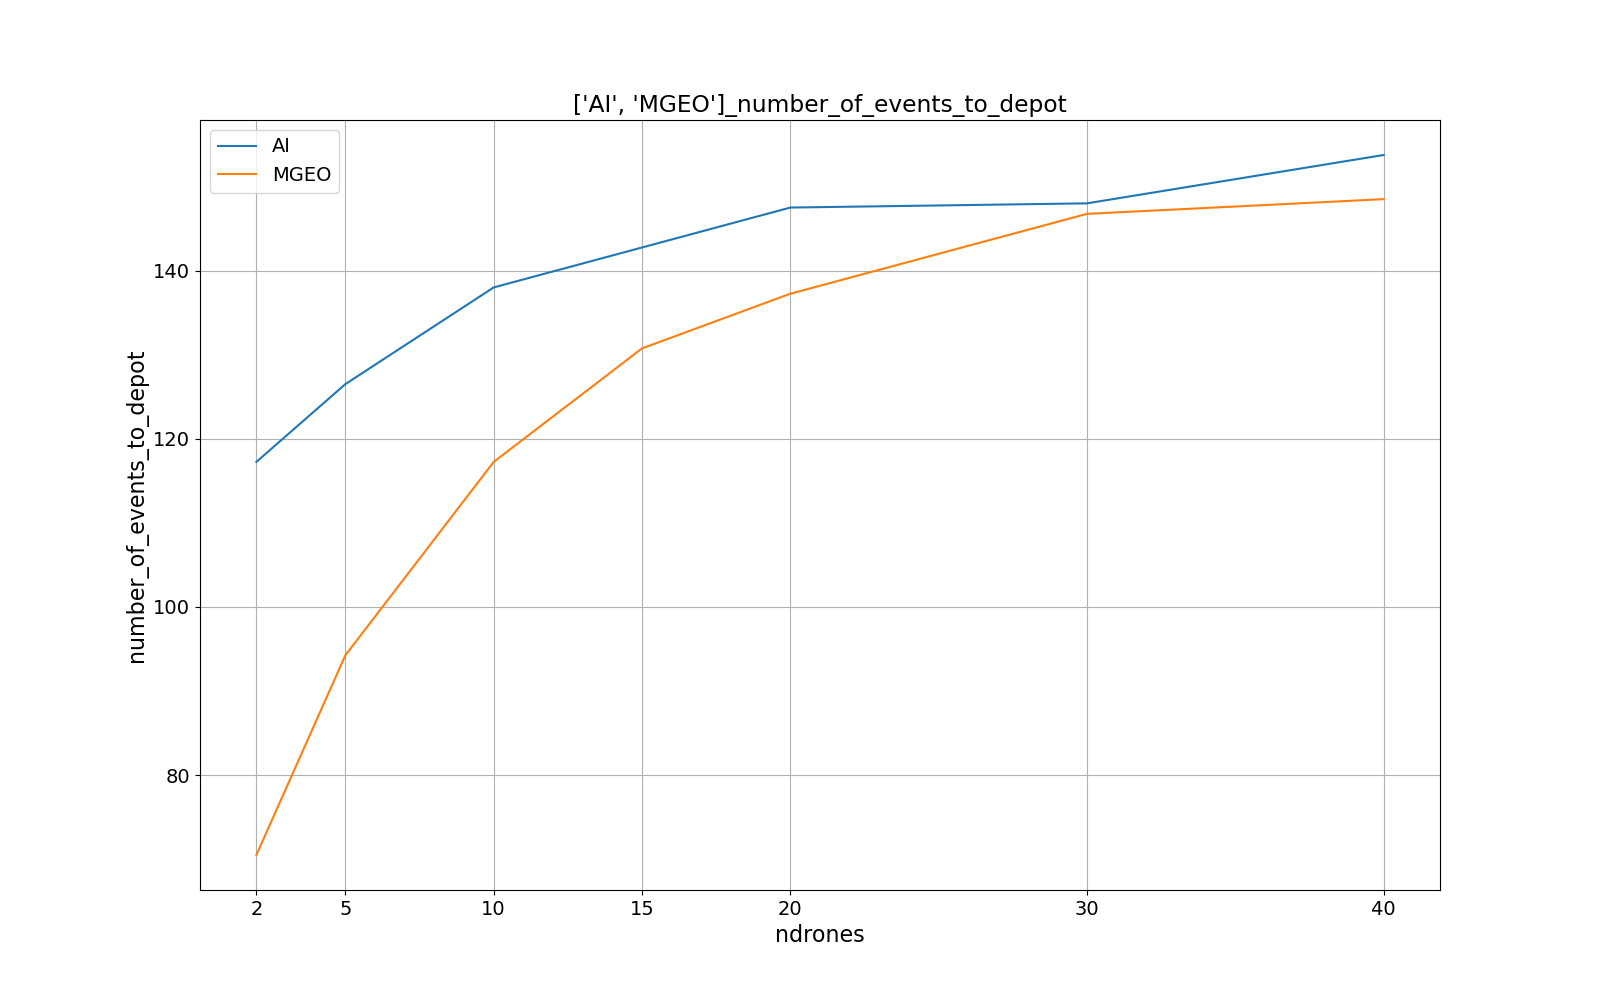 ['AI', 'MGEO']_number_of_events_to_depot
AI
MGEO
number_of_events_to_depot
140
120
100
80
2 5 10 15 20 30 40
ndrones